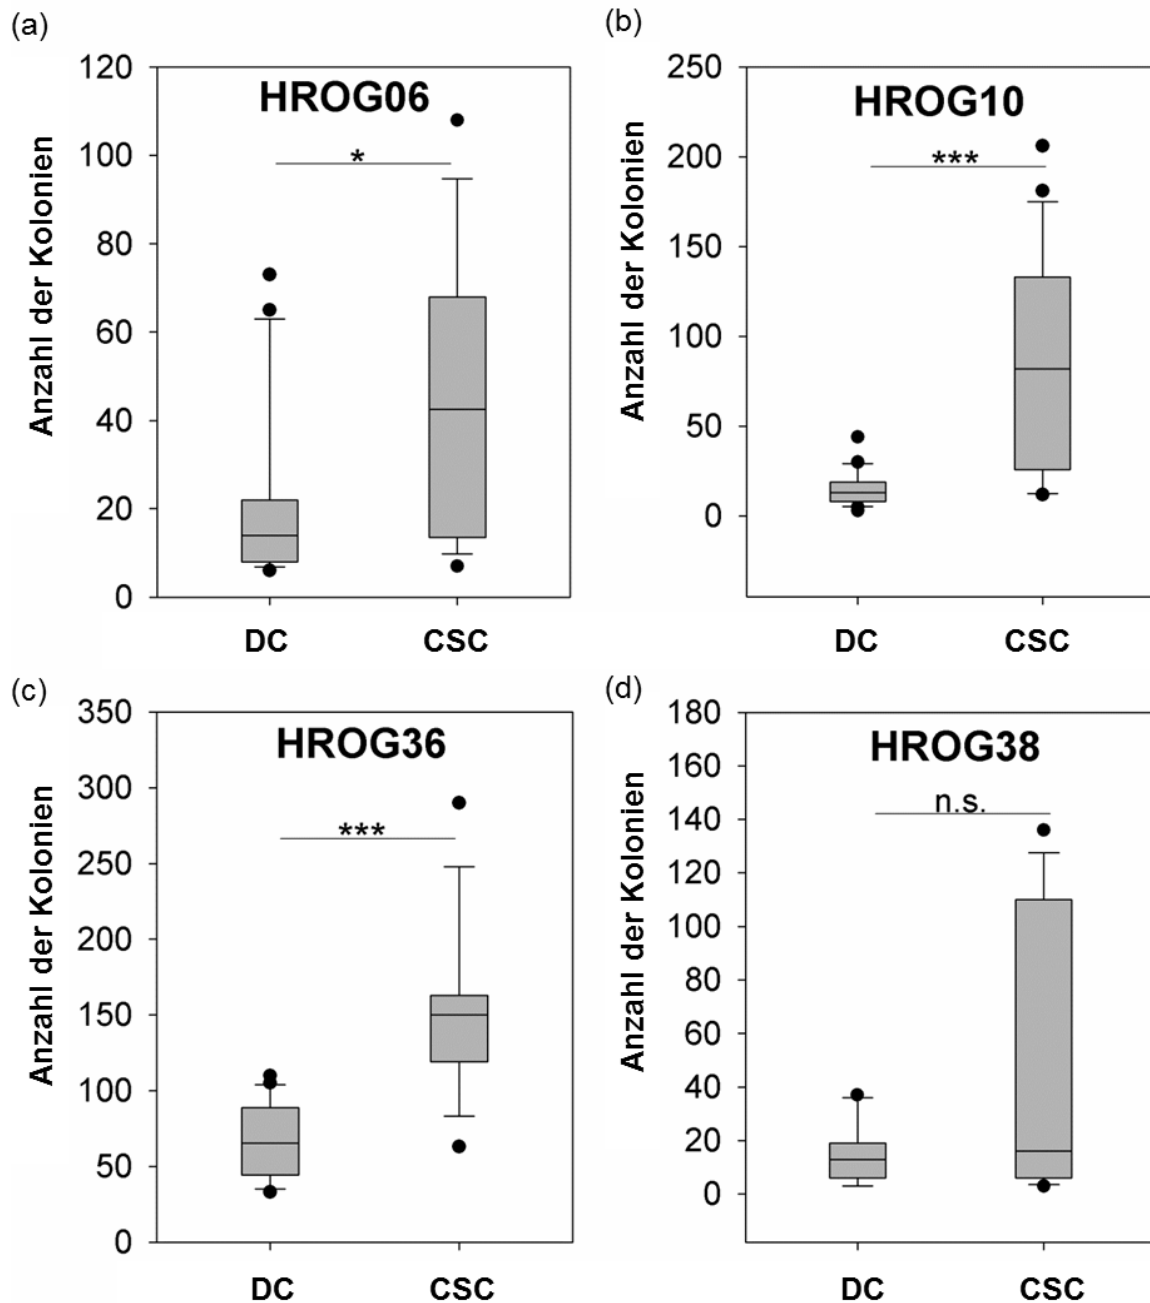 (a)
HROG06
Anzahl der Kolonien
120
100
80
60
40
20
0
*
DC CSC
(b)
HROG10
Anzahl der Kolonien
250
200
150
100
50
0
***
DC CSC
(c)
HROG36
Anzahl der Kolonien
350
300
250
200
150
100
50
0
***
DC CSC
(d)
HROG38
Anzahl der Kolonien
180
160
140
120
100
80
60
40
20
0
n.s.
DC CSC